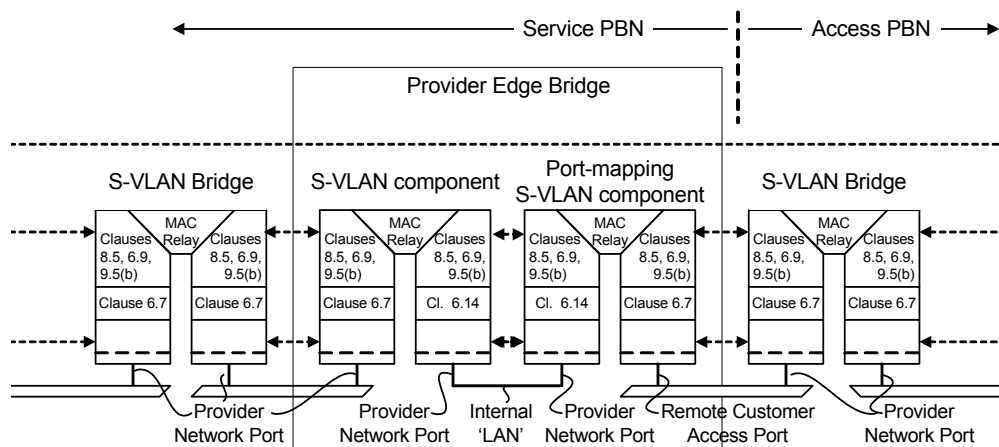 Service PBN
Access PBN
Provider Edge Bridge
S-VLAN Bridge
S-VLAN component
Port-mapping
S-VLAN component
S-VLAN Bridge
MAC
Relay
Clauses
8.5, 6.9,
9.5(b)
Clauses
8.5, 6.9,
9.5(b)
Clause 6.7
Clause 6.7
MAC
Relay
Clauses
8.5, 6.9,
9.5(b)
Clauses
8.5, 6.9,
9.5(b)
Clause 6.7
Cl. 6.14
MAC
Relay
Clauses
8.5, 6.9,
9.5(b)
Clauses
8.5, 6.9,
9.5(b)
Cl. 6.14
Clause 6.7
MAC
Relay
Clauses
8.5, 6.9,
9.5(b)
Clauses
8.5, 6.9,
9.5(b)
Clause 6.7
Clause 6.7
Provider
Network Port
Provider
Network Port
Internal
‘LAN’
Provider
Network Port
Remote Customer
Access Port
Provider
Network Port